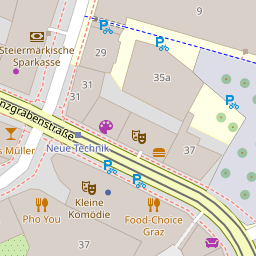 9
Steiermärkische
Sparkasse
29
31
31
35a
nzgrabenstraße
s Müller
Neue Technik
37
Kleine
Komödie
Pho You
Food-Choice
Graz
37
37